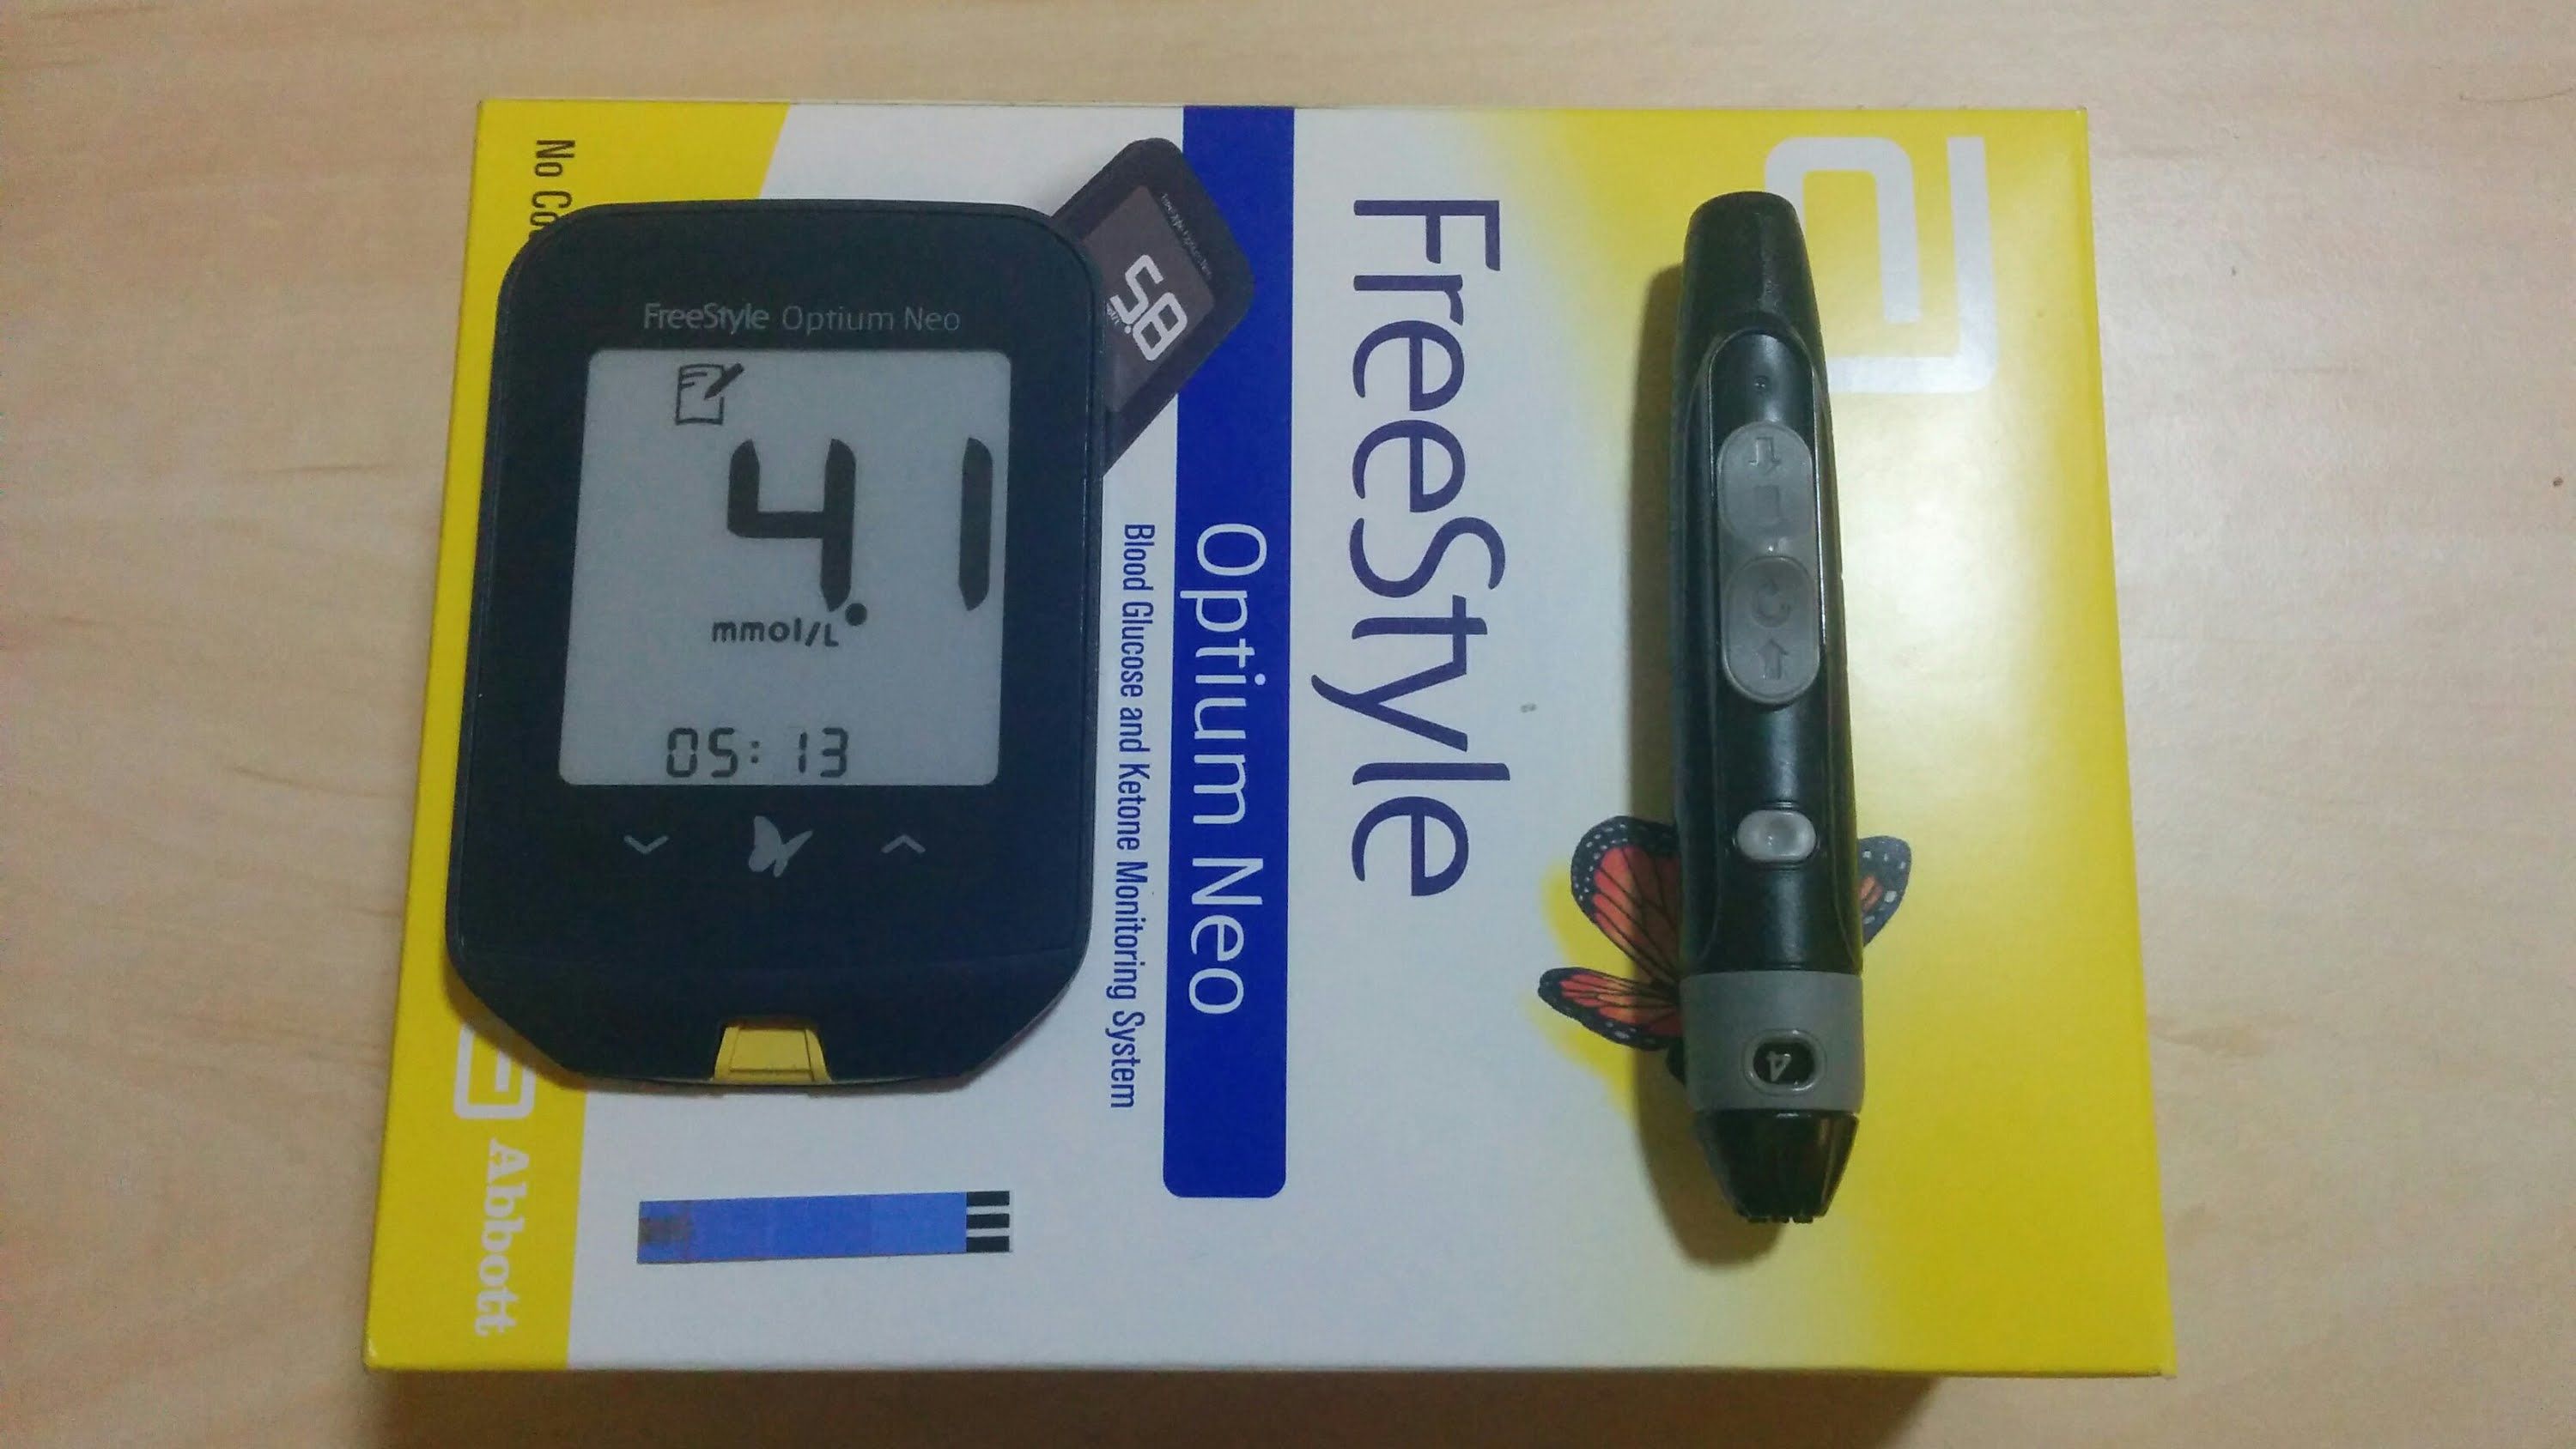 FreeStyle Optium Neo
4.1
mmol/L
05:13
No
5.8
FreeStyle
Optium Neo
Blood Glucose and Ketone Monitoring System
Abbott
4